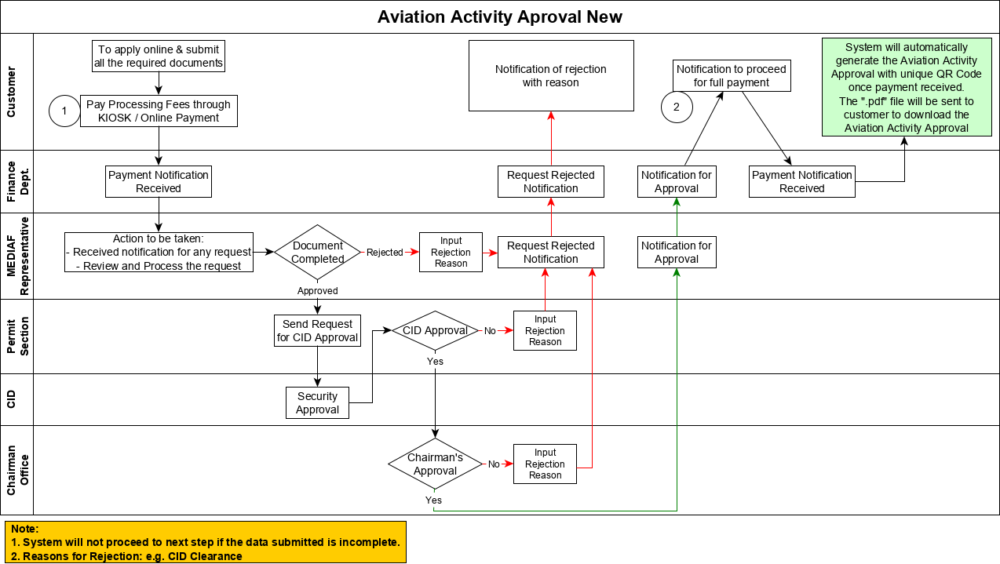 Aviation Activity Aproval New
Customer
To apply online & submit
all the required documents
1
Pay Processing Fees through
KIOSK / Online Payment
Notification of rejection
with reason
Notification to proceed
for full payment
2
System will automatically
generate the Aviation Activity
Approval with unique QR Code
once payment received.
The ".pdf" file will be sent to
customer to download the
Aviation Activity Approval
Finance
Dept.
Payment Notification
Received
Request Rejected
Notification
Notification for
Approval
Payment Notification
Received
MEDIAF
Representative
Action to be taken:
- Received notification for any request
- Review and Process the request
Document
Completed
Rejected
Input
Rejection
Reason
Request Rejected
Notification
Notification for
Approval
Approved
Permit
Section
Send Request
for CID Approval
CID Approval
No
Input
Rejection
Reason
Yes
CID
Security
Approval
Chairman
Office
Chairman's
Approval
No
Input
Rejection
Reason
Yes
Note:
1. System will not proceed to next step if the data submitted is incomplete.
2. Reasons for Rejection: e.g. CID Clearance